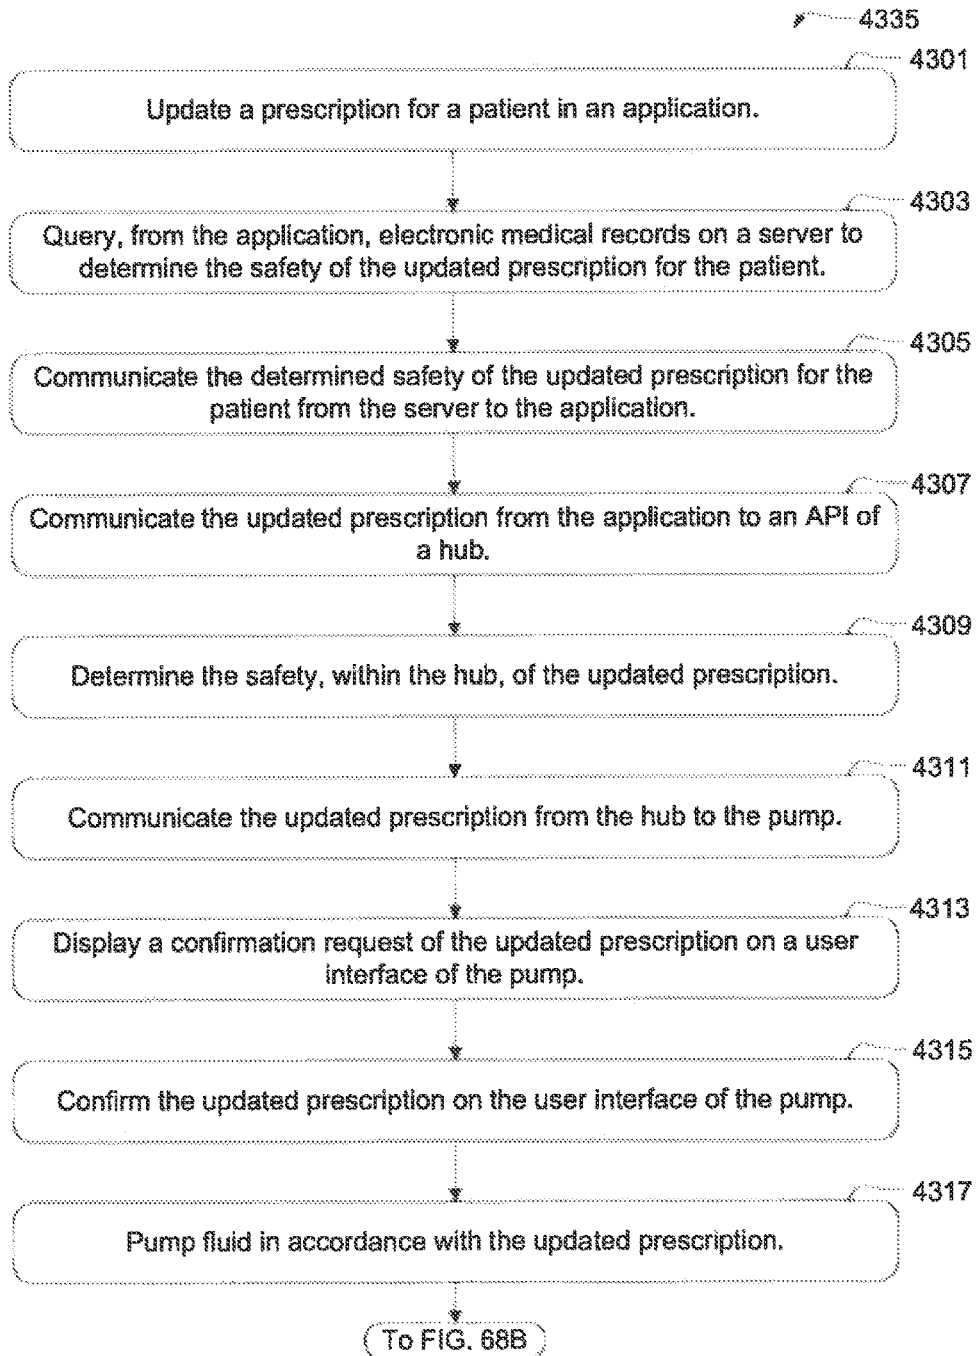 4335
4301
Update a prescription for a patient in an application.
4303
Query, from the application, electronic medical records on a server to
determine the safety of the updated prescription for the patient.
4305
Communicate the determined safety of the updated prescription for the
patient from the server to the application.
4307
Communicate the updated prescription from the application to an API of
a hub.
4309
Determine the safety, within the hub, of the updated prescription.
4311
Communicate the updated prescription from the hub to the pump.
4313
Display a confirmation request of the updated prescription on a user
interface of the pump.
4315
Confirm the updated prescription on the user interface of the pump.
4317
Pump fluid in accordance with the updated prescription.
To FIG. 68B